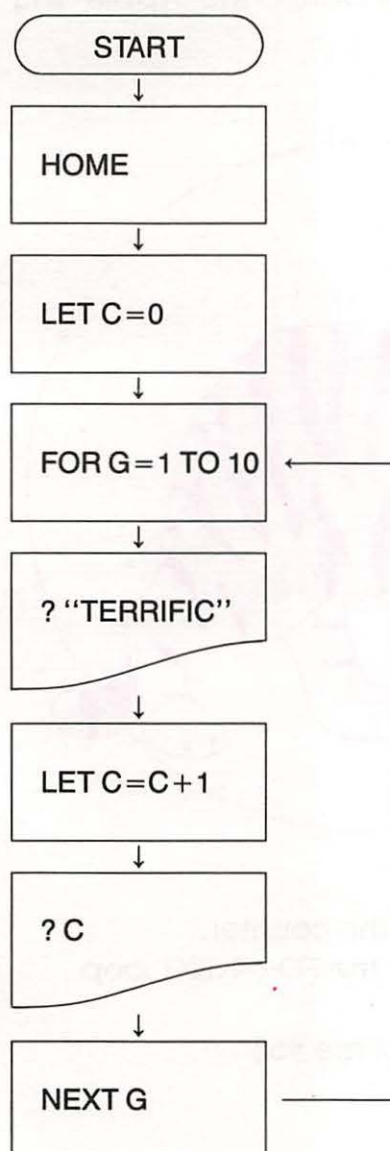 START
HOME
LET C=0
FOR G=1 TO 10
? “TERRIFIC”
LET C=C+1
? C
NEXT G